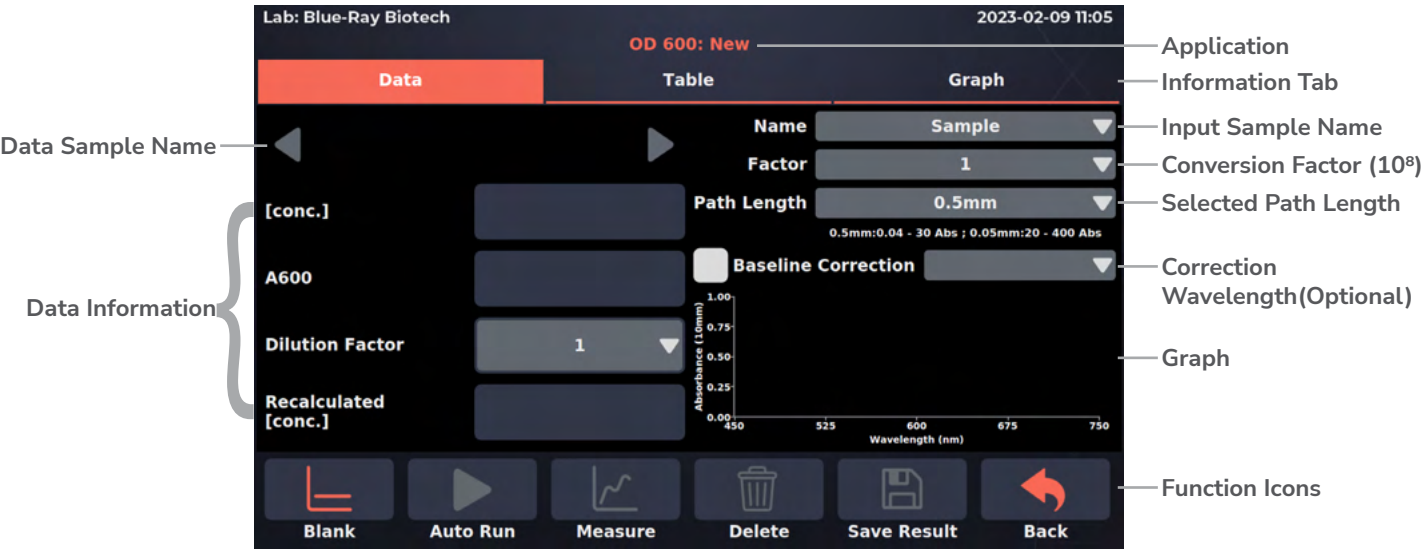 Lab: Blue-Ray Biotech
2023-02-09 11:05
OD 600: New
Application
Data
Table
Graph
Information Tab
Data Sample Name
Name
Sample
Input Sample Name
Factor
1
Conversion Factor (10⁸)
Path Length
0.5mm
Selected Path Length
0.5mm:0.04 - 30 Abs ; 0.05mm:20 - 400 Abs
Baseline Correction
Correction
Wavelength(Optional)
Data Information
[conc.]
A600
Dilution Factor
1
Recalculated
[conc.]
Absorbance (10mm)
1.00
0.75
0.50
0.25
0.00
450
525
600
675
750
Wavelength (nm)
Graph
Blank
Auto Run
Measure
Delete
Save Result
Back
Function Icons